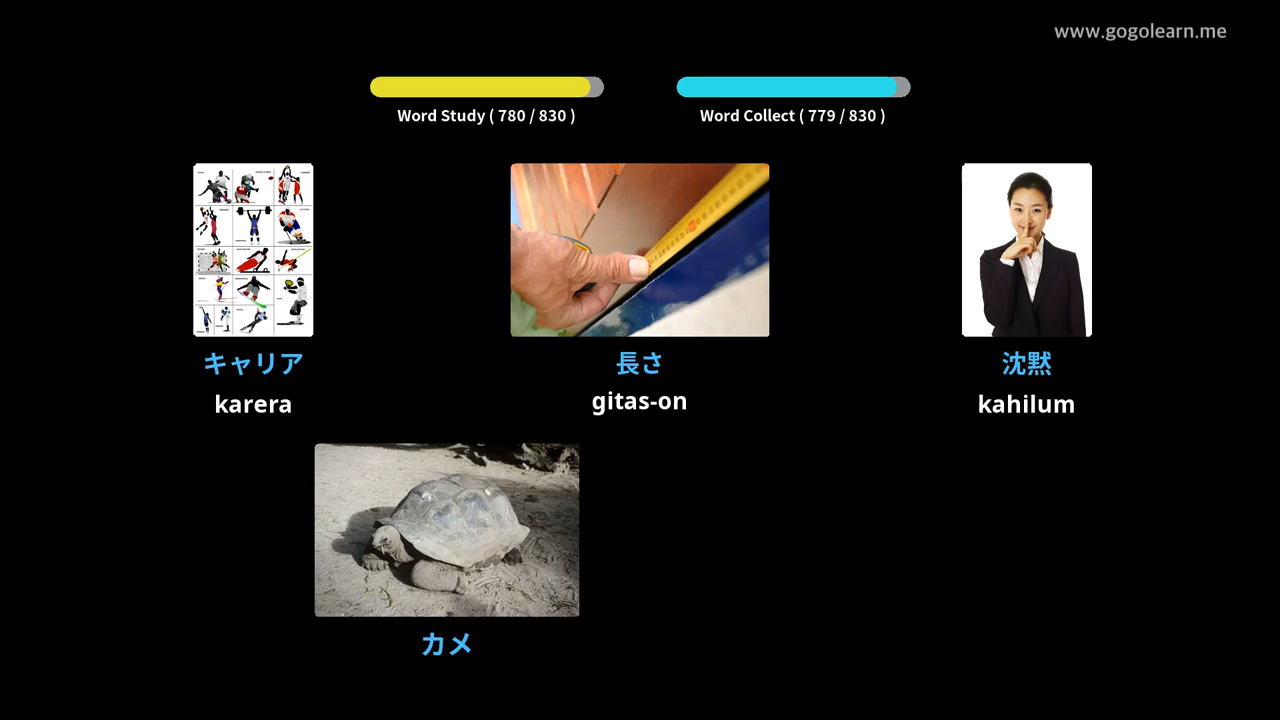 www.gogolearn.me
Word Study ( 780 / 830 )
Word Collect ( 779 / 830 )
キャリア
karera
長さ
gitas-on
沈黙
kahilum
カメ